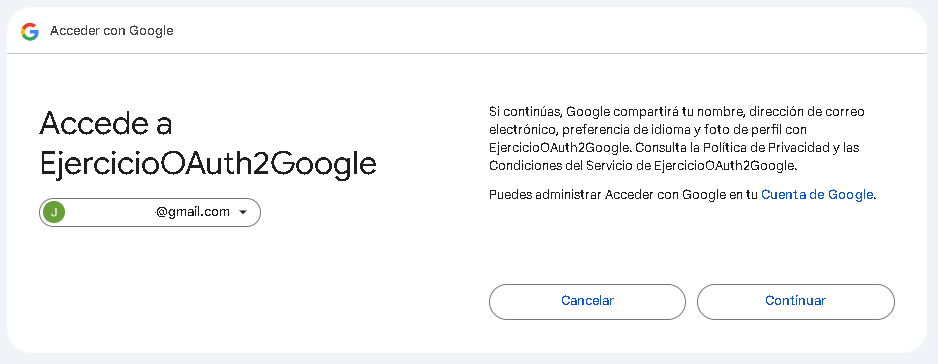 Acceder con Google
Accede a
EjercicioOAuth2Google
J
@gmail.com
Si continúas, Google compartirá tu nombre, dirección de correo
electrónico, preferencia de idioma y foto de perfil con
EjercicioOAuth2Google. Consulta la Política de Privacidad y las
Condiciones del Servicio de EjercicioOAuth2Google.
Puedes administrar Acceder con Google en tu Cuenta de Google.
Cancelar
Continuar